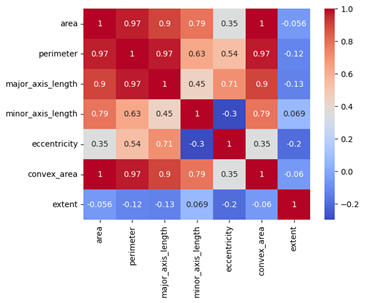 area 1 0.97 0.9 0.79 0.35 1 -0.056
perimeter 0.97 1 0.97 0.63 0.54 0.97 -0.12
major_axis_length 0.9 0.97 1 0.45 0.71 0.9 -0.13
minor_axis_length 0.79 0.63 0.45 1 -0.3 0.79 0.069
eccentricity 0.35 0.54 0.71 -0.3 1 0.35 -0.2
convex_area 1 0.97 0.9 0.79 0.35 1 -0.06
extent -0.056 -0.12 -0.13 0.069 -0.2 -0.06 1
area
perimeter
major_axis_length
minor_axis_length
eccentricity
convex_area
extent
1.0
0.8
0.6
0.4
0.2
0.0
−0.2